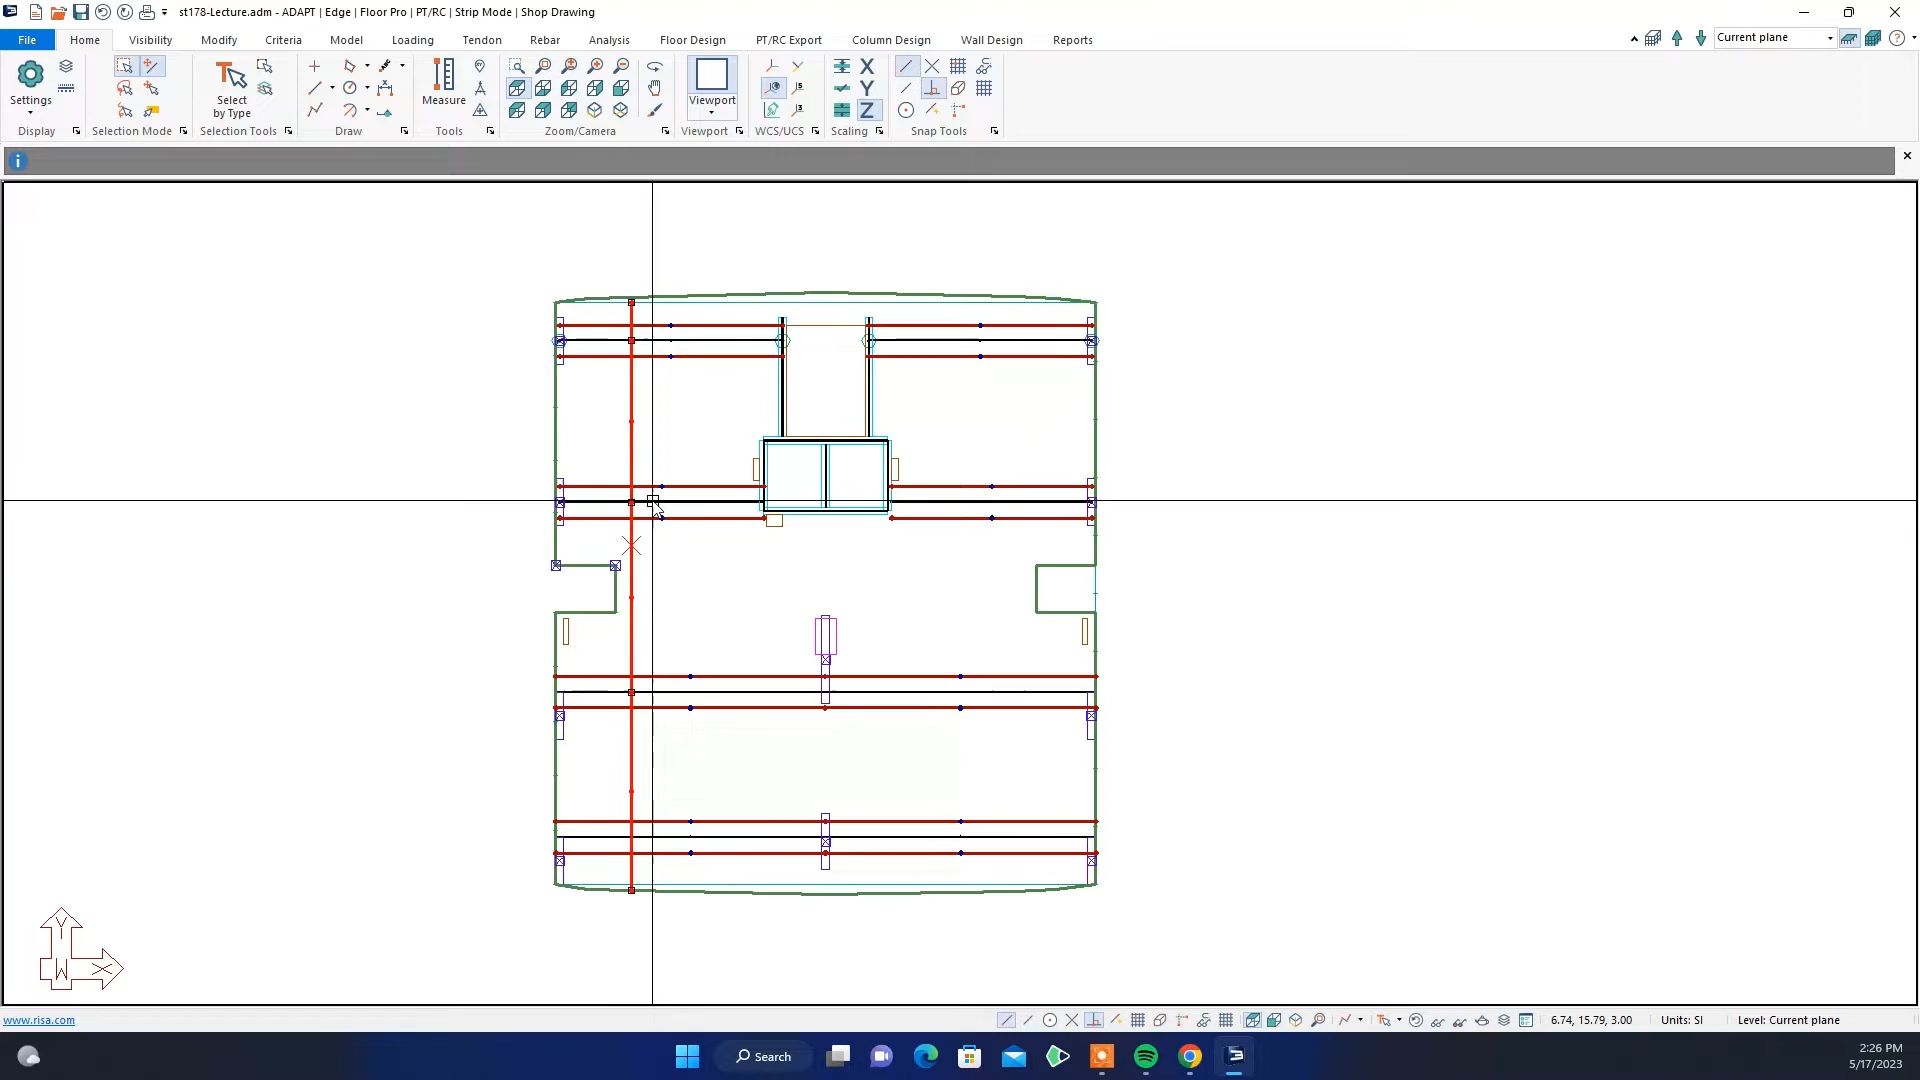 st178-Lecture.adm - ADAPT | Edge | Floor Pro | PT/RC | Strip Mode | Shop Drawing
File Home Visibility Modify Criteria Model Loading Tendon Rebar Analysis Floor Design PT/RC Export Column Design Wall Design Reports Current plane
Settings
Select
by Type
Measure
Viewport
X
Y
Z
Display Selection Mode Selection Tools Draw Tools Zoom/Camera Viewport WCS/UCS Scaling Snap Tools
Y
W X
www.risa.com 6.74, 15.79, 3.00 Units: SI Level: Current plane
Search
2:26 PM
5/17/2023